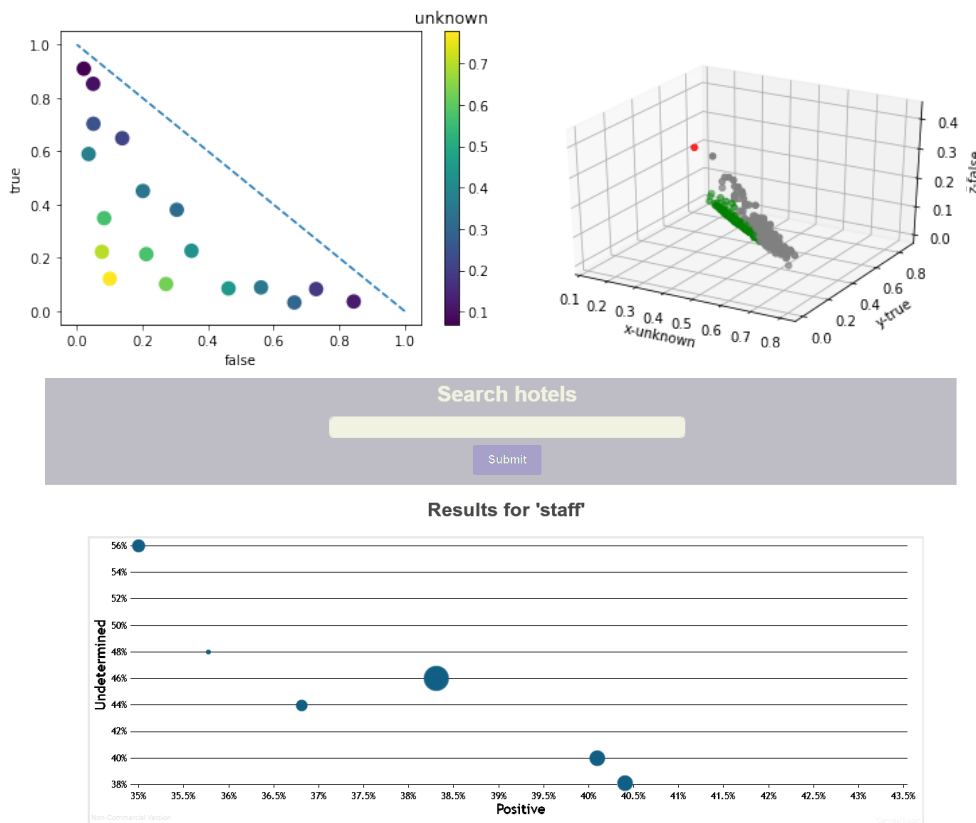 unknown
1.0
0.8
0.6
0.4
0.2
0.0
true
0.0 0.2 0.4 0.6 0.8 1.0
false
0.7
0.6
0.5
0.4
0.3
0.2
0.1
0.4
0.3
0.2
0.1
0.0
z-false
0.1 0.2 0.3 0.4 0.5 0.6 0.7 0.8
x-unknown
0.0 0.2 0.4 0.6 0.8
y-true
Search hotels
Submit
Results for 'staff'
56%
54%
52%
50%
48%
46%
44%
42%
40%
38%
Undetermined
35% 35.5% 36% 36.5% 37% 37.5% 38% 38.5% 39% 39.5% 40% 40.5% 41% 41.5% 42% 42.5% 43% 43.5%
Positive
Non-Commercial Version